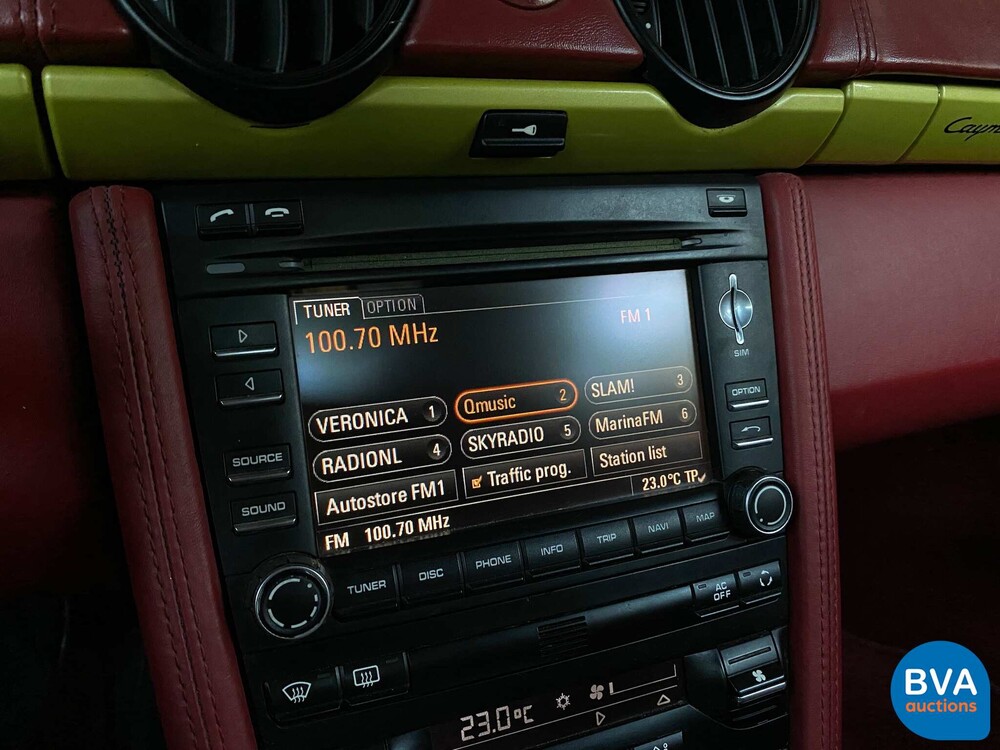 Caym
TUNER OPTION
100.70 MHz FM 1
VERONICA 1 Qmusic 2 SLAM! 3
RADIONL 4 SKYRADIO 5 MarinaFM 6
Autostore FM1 Traffic prog. Station list
FM 100.70 MHz 23.0°C TP
SOURCE
SOUND
SIM
OPTION
TUNER DISC PHONE INFO TRIP NAVI MAP
AC
OFF
23.0°C
BVA
auctions